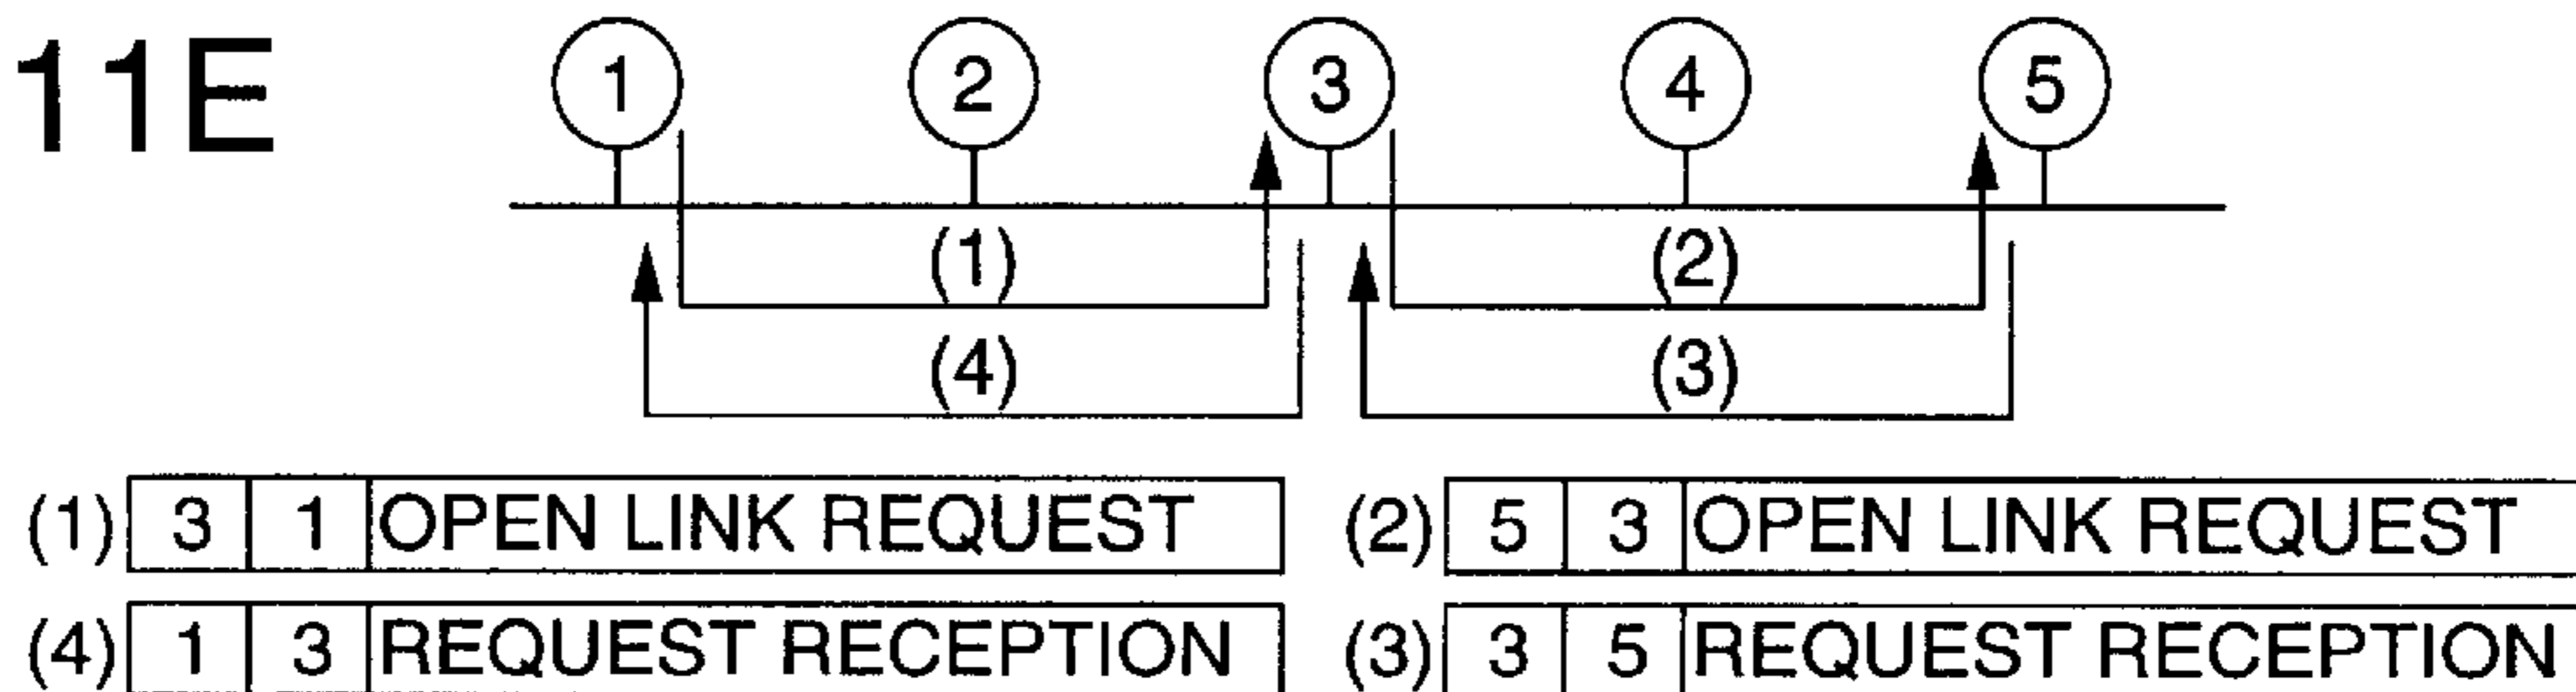 11E 1 2 3 4 5
(1) (2)
(4) (3)
(1) 3 1 OPEN LINK REQUEST (2) 5 3 OPEN LINK REQUEST
(4) 1 3 REQUEST RECEPTION (3) 3 5 REQUEST RECEPTION